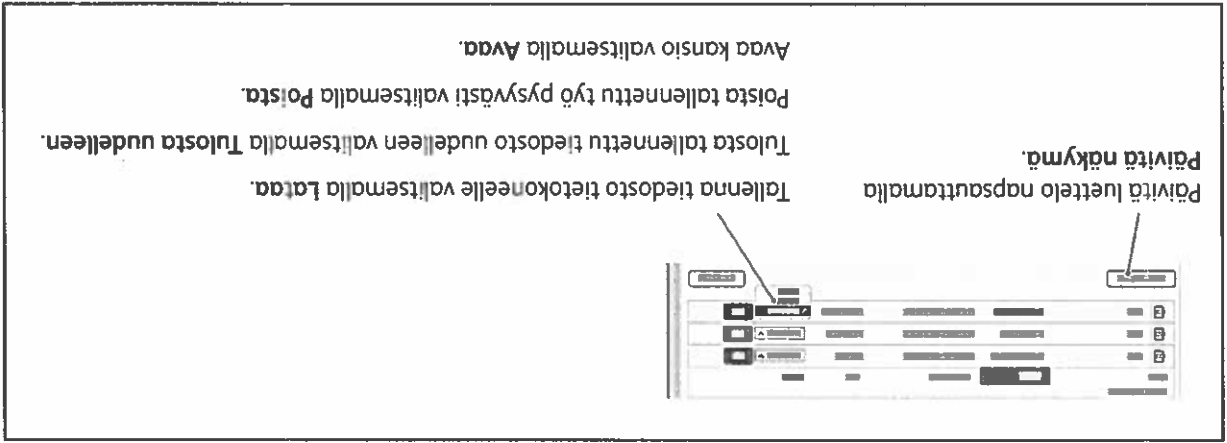 Päivitä luettelo napsauttamalla
Päivitä näkymä.
Tallenna tiedosto tietokoneelle valitsemalla Lataa.
Tulosta tallennettu tiedosto uudelleen valitsemalla Tulosta uudelleen.
Poista tallennettu työ pysyvästi valitsemalla Poista.
Avaa kansio valitsemalla Avaa.